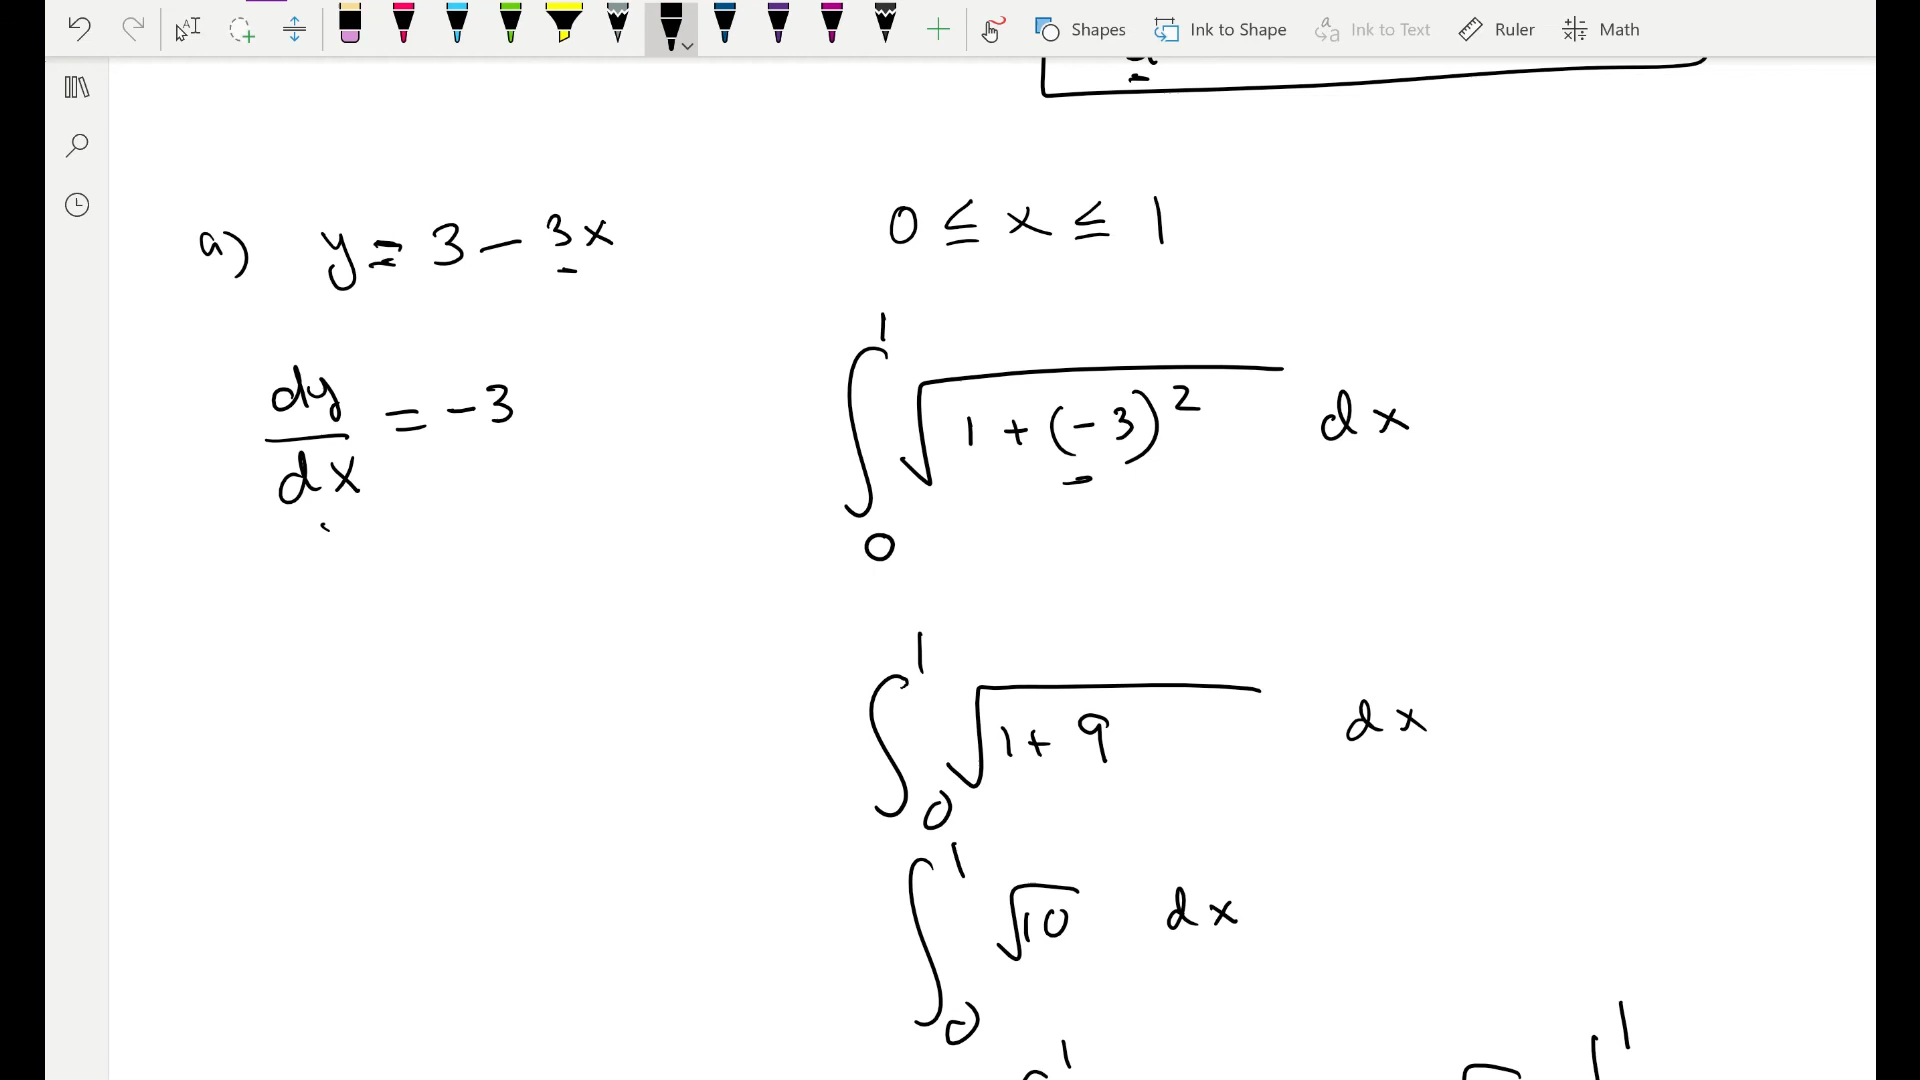 Shapes Ink to Shape Ink to Text Ruler Math
a) y = 3 - 3x 0 ≤ x ≤ 1
dy/dx = -3 ∫₀¹ √(1 + (-3)²) dx
∫₀¹ √(1 + 9) dx
∫₀¹ √10 dx